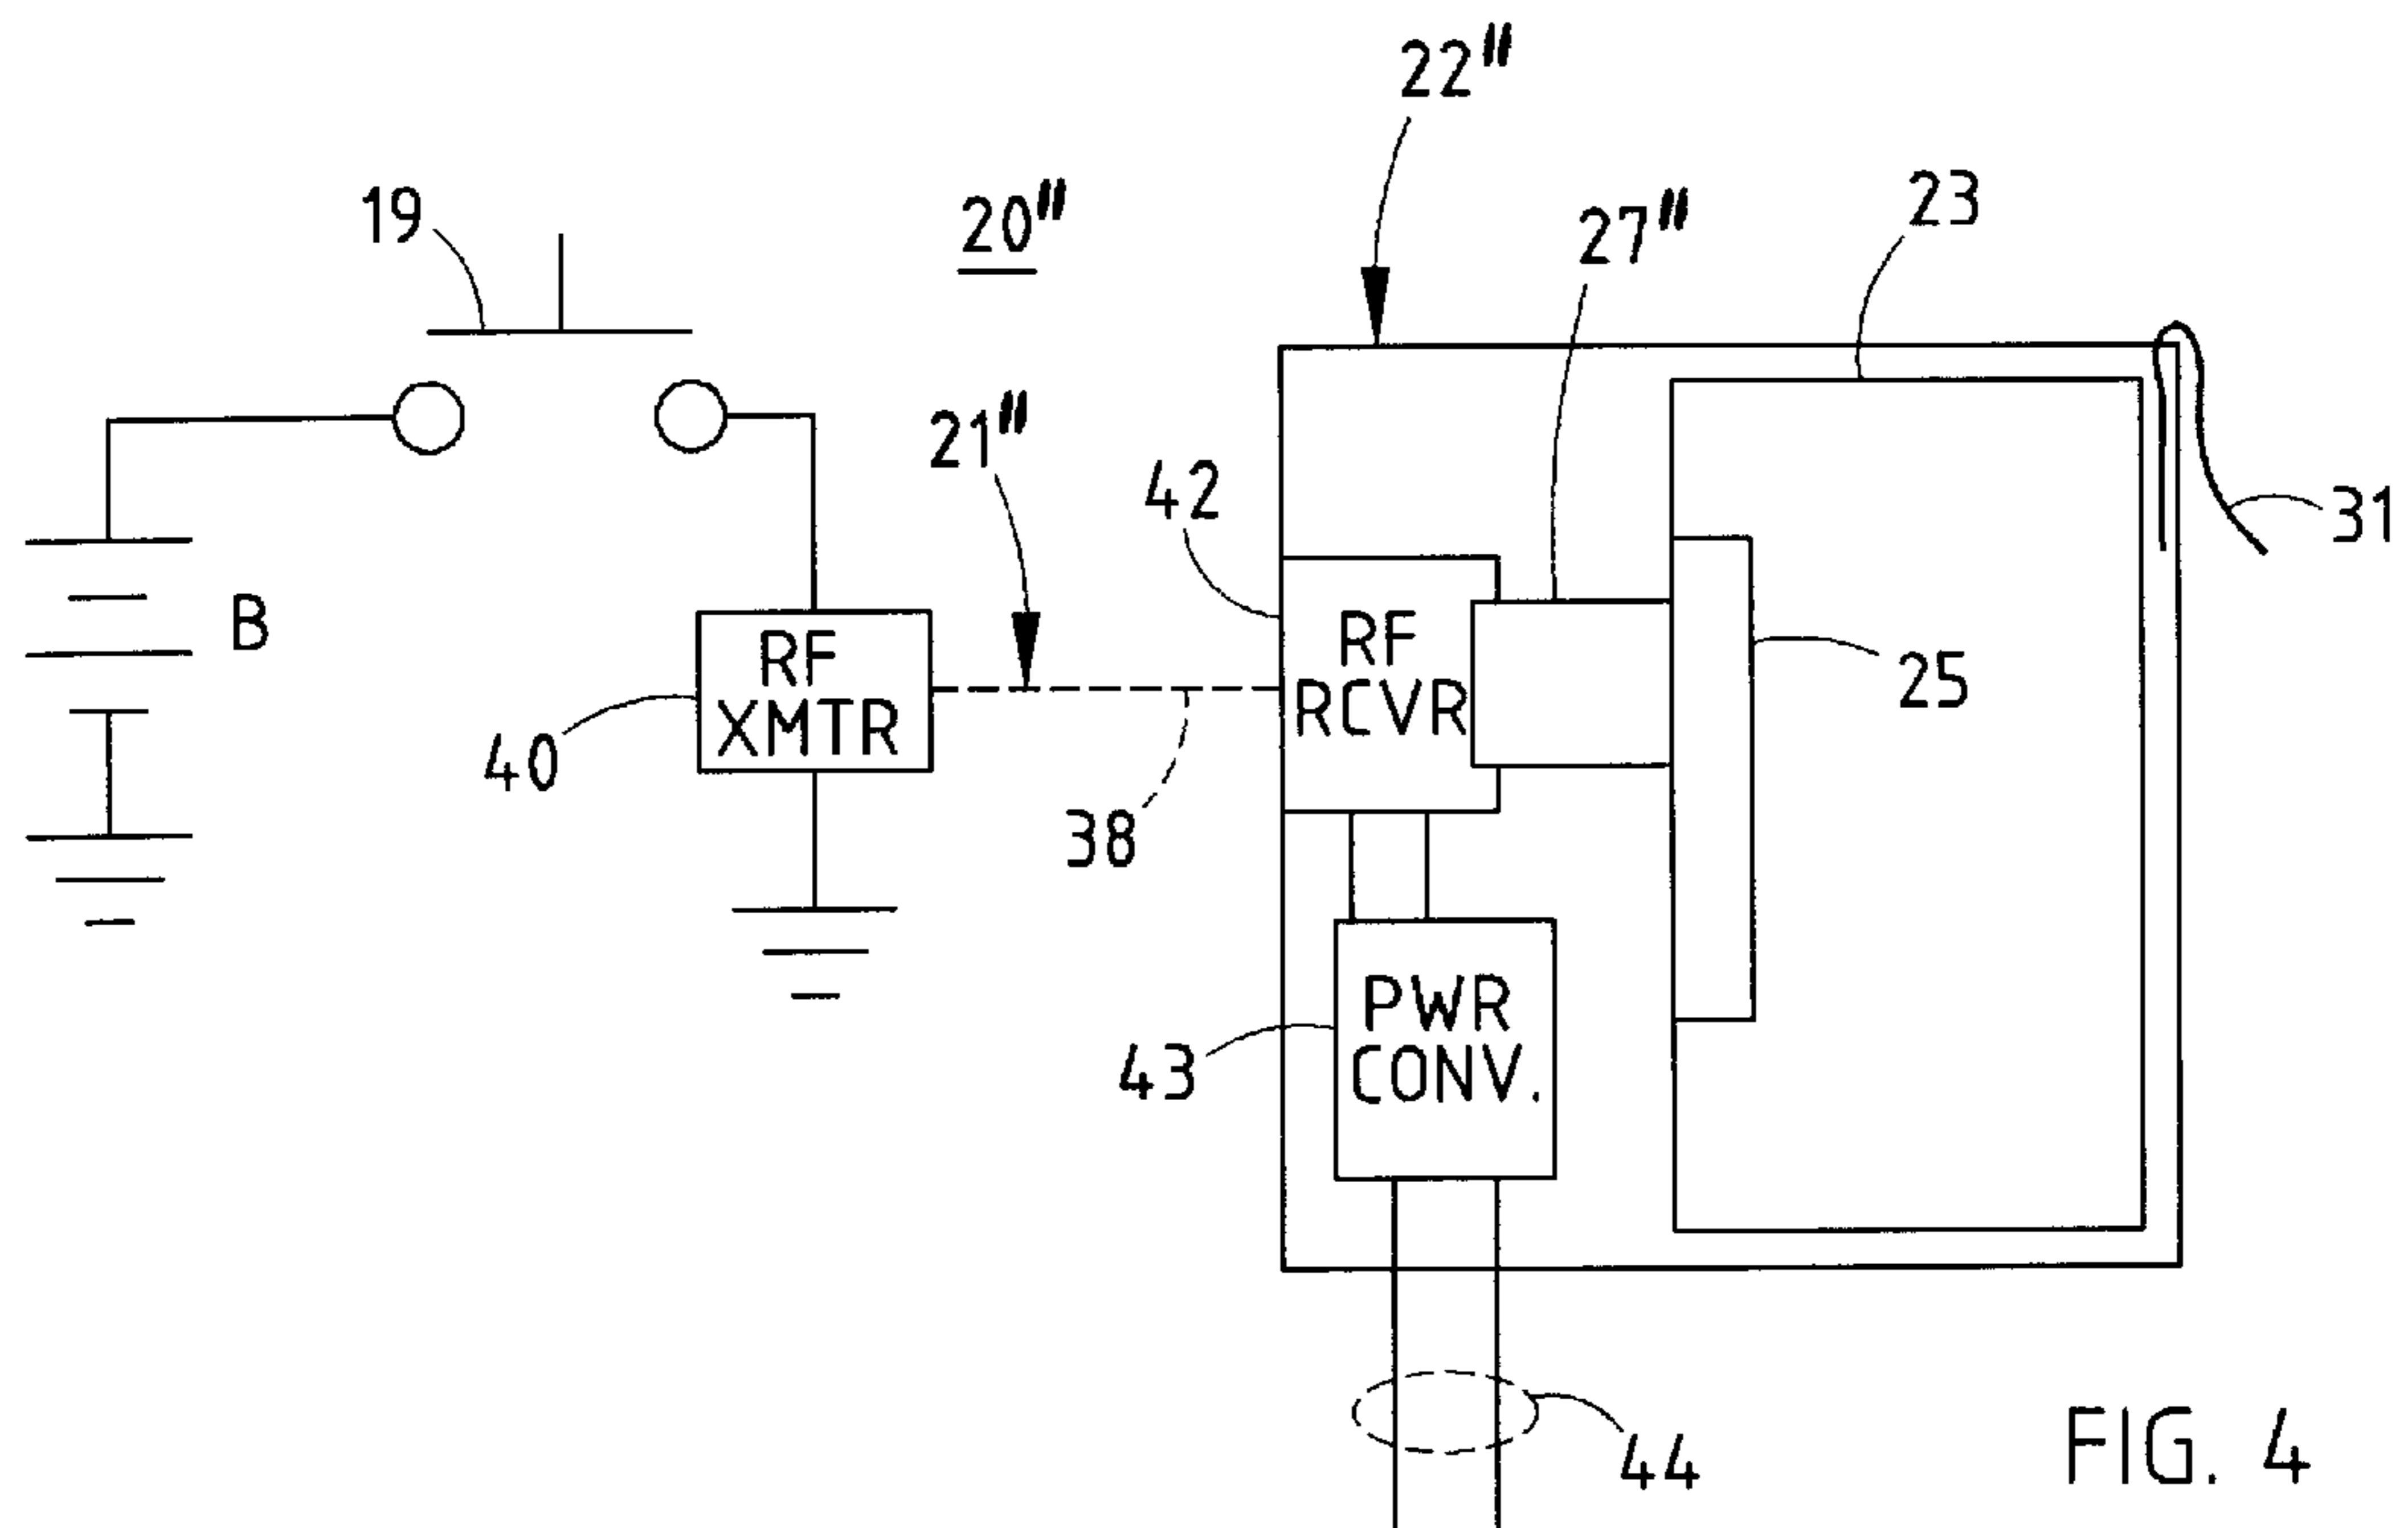 22"
23
19
20"
27"
21"
42
31
B
RF
XMTR
RF
RCVR
25
40
38
PWR
CONV.
43
44
FIG. 4